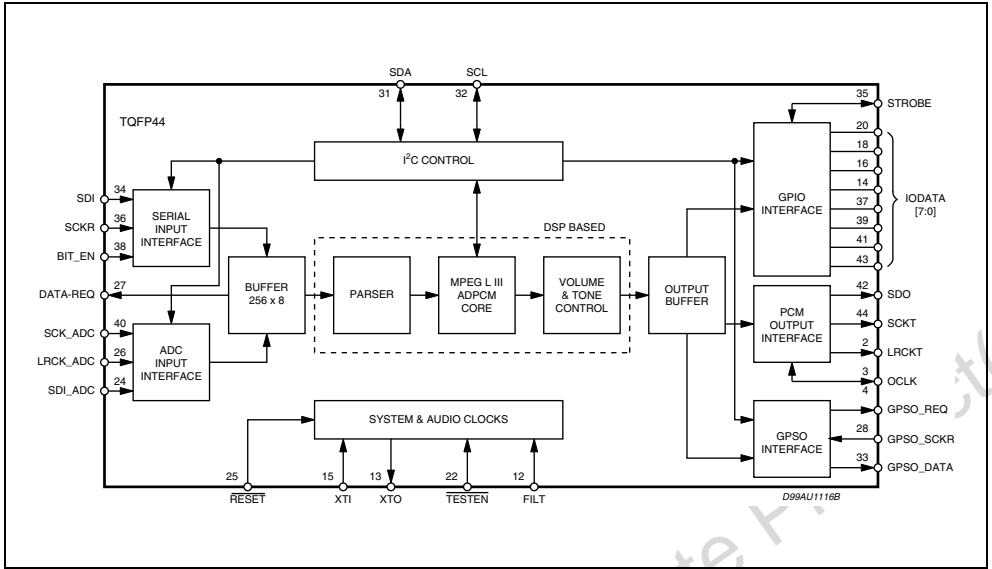 SDA
SCL
31
32
TQFP44
I²C CONTROL
35
STROBE
20
18
16
14
37
39
41
43
GPIO
INTERFACE
IODATA
[7:0]
SDI
34
SCKR
36
BIT_EN
38
SERIAL
INPUT
INTERFACE
DATA-REQ
27
BUFFER
256 x 8
DSP BASED
PARSER
MPEG L III
ADPCM
CORE
VOLUME
& TONE
CONTROL
OUTPUT
BUFFER
42
SDO
44
SCKT
2
LRCKT
3
OCLK
PCM
OUTPUT
INTERFACE
SCK_ADC
40
LRCK_ADC
26
SDI_ADC
24
ADC
INPUT
INTERFACE
4
GPSO_REQ
28
GPSO_SCKR
33
GPSO_DATA
GPSO
INTERFACE
SYSTEM & AUDIO CLOCKS
25
15
13
22
12
RESET
XTI
XTO
TESTEN
FILT
D99AU1116B